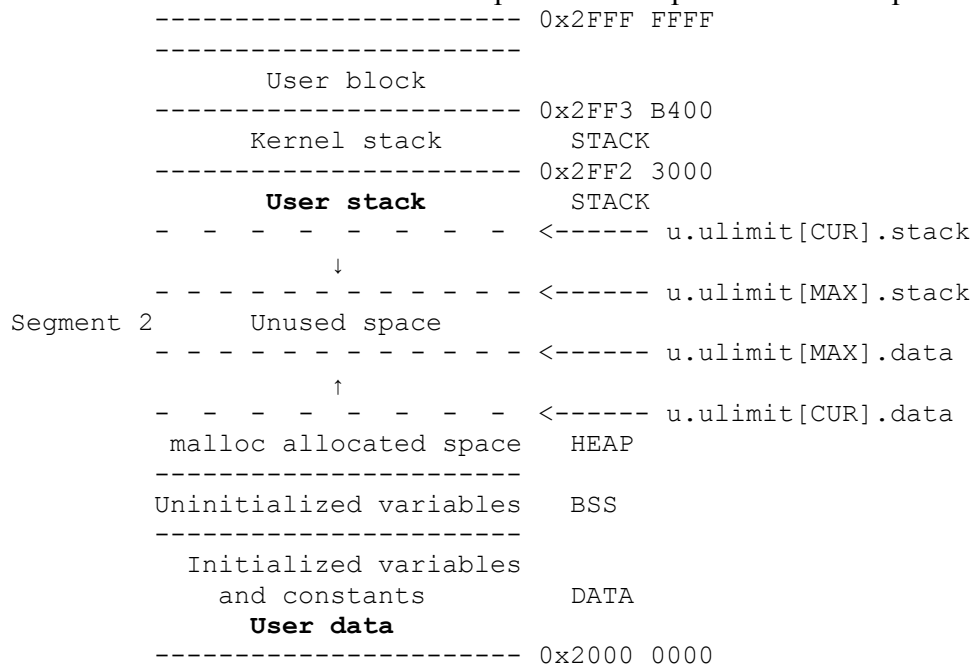 ----------------------- 0x2FFF FFFF
-----------------------
User block
----------------------- 0x2FF3 B400
Kernel stack STACK
----------------------- 0x2FF2 3000
User stack STACK
- - - - - - - - <------ u.ulimit[CUR].stack
↓
- - - - - - - - - - - - <------ u.ulimit[MAX].stack
Segment 2 Unused space
- - - - - - - - - - - - <------ u.ulimit[MAX].data
↑
- - - - - - - - <------ u.ulimit[CUR].data
malloc allocated space HEAP
-----------------------
Uninitialized variables BSS
-----------------------
Initialized variables
and constants DATA
User data
----------------------- 0x2000 0000